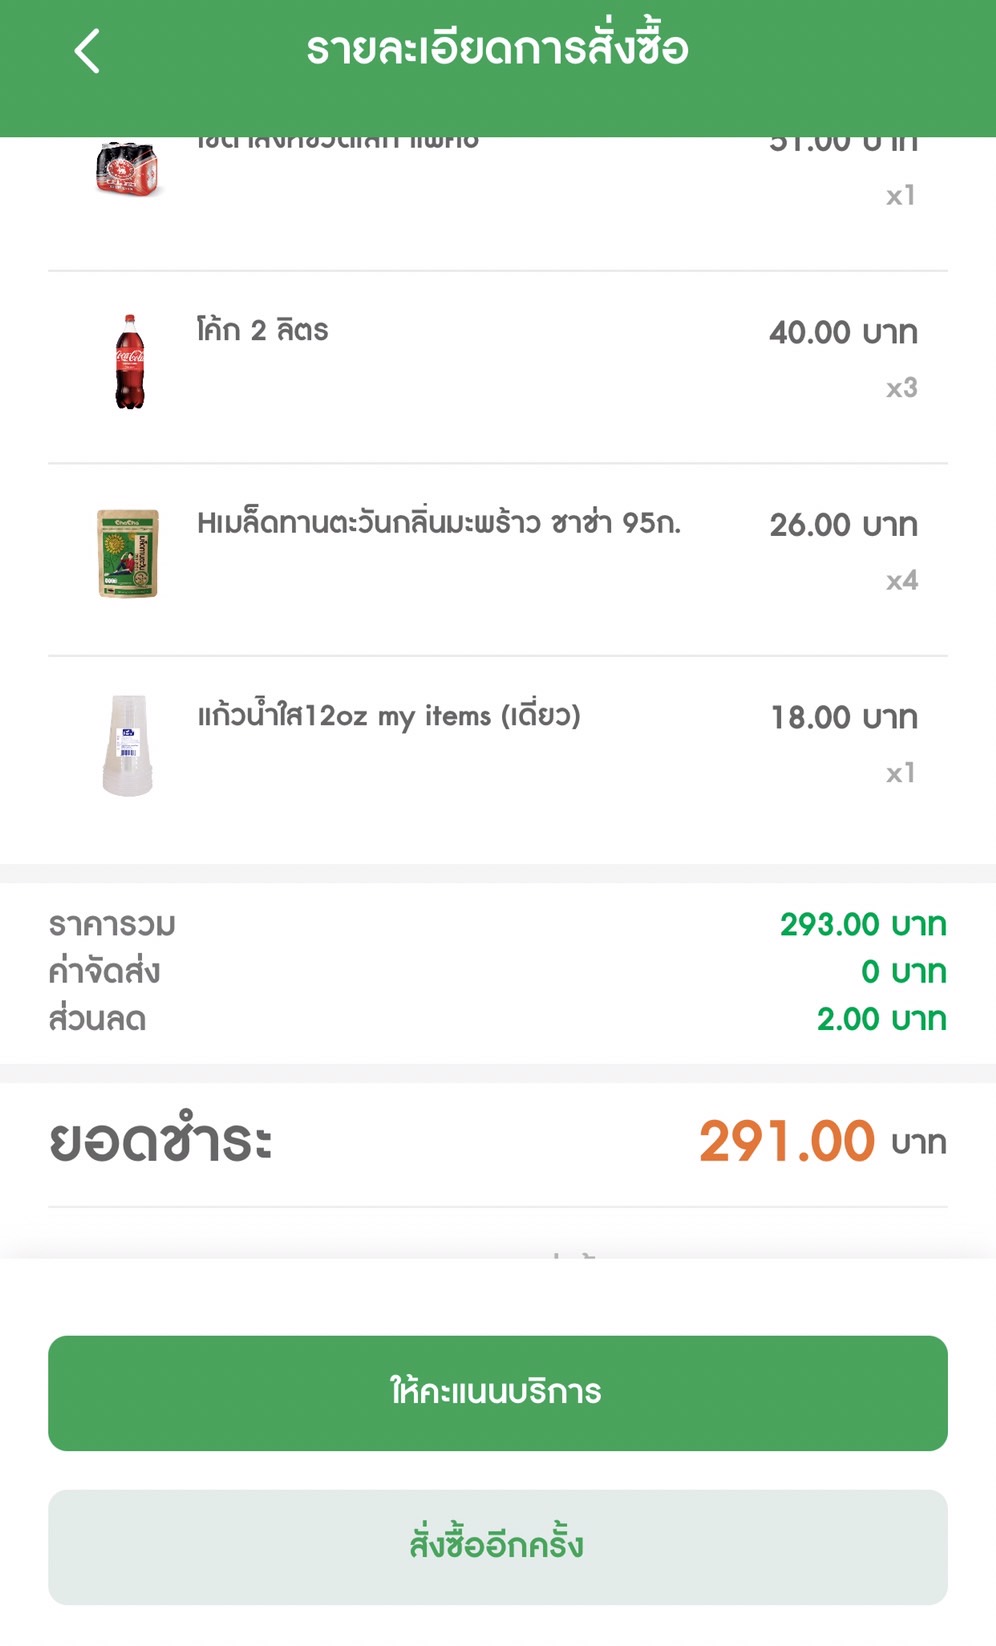 รายละเอียดการสั่งซื้อ
51.00 บาท
x1
โค้ก 2 ลิตร
40.00 บาท
x3
Hเมล็ดทานตะวันกลิ่นมะพร้าว ชาช่า 95ก.
26.00 บาท
x4
แก้วน้ำใส12oz my items (เดี่ยว)
18.00 บาท
x1
ราคารวม 293.00 บาท
ค่าจัดส่ง 0 บาท
ส่วนลด 2.00 บาท
ยอดชำระ 291.00 บาท
ให้คะแนนบริการ
สั่งซื้ออีกครั้ง